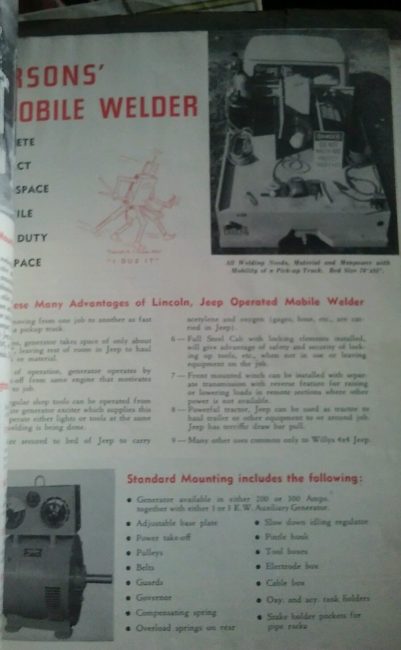 RSONS'
OBILE WELDER
ETE
CT
SPACE
ILE
DUTY
PACE
"I DUZ IT"
DANGER
All Welding Needs, Material and Manpower with
Mobility of a Pick-up Truck. Bed Size 78"x52".
ese Many Advantages of Lincoln, Jeep Operated Mobile Welder
moving from one job to another as fast
a pickup truck.
generator takes space of only about
leaving rest of room in Jeep to haul
or material.
of operation, generator operates by
-off from same engine that motivates
to job.
gular shop tools can be operated from
te generator exciter which supplies this
perate either lights or tools at the same
welding is being done.
are secured to bed of Jeep to carry
acetylene and oxygen (gages, hose, etc., are car-
ried in Jeep).
6—Full Steel Cab with locking elements installed,
will give advantage of safety and security of lock-
ing up tools, etc., when not in use or leaving
equipment on the job.
7—Front mounted winch can be installed with sepr-
ate transmission with reverse feature for raising
or lowering loads in remote sections where other
power is not available.
8—Powerful tractor, Jeep can be used as tractor to
haul trailer or other equipment to or around job.
Jeep has terrific draw bar pull.
9—Many other uses common only to Willys 4x4 Jeep.
Standard Mounting includes the following:
• Generator available in either 200 or 300 Amps.
together with either 1 or 3 K.W. Auxiliary Generator.
• Adjustable base plate
• Power take-off
• Pulleys
• Belts
• Guards
• Governor
• Compensating spring
• Overload springs on rear
• Slow down idling regulator
• Pintle hook
• Tool boxes
• Electrode box
• Cable box
• Oxy. and acy. tank holders
• Stake holder pockets for
pipe racks